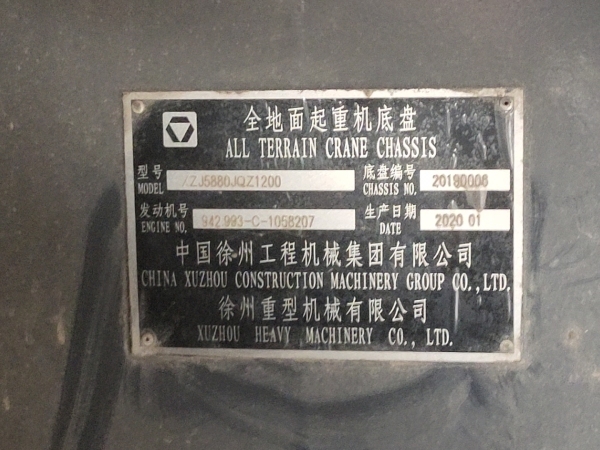 全地面起重机底盘
ALL TERRAIN CRANE CHASSIS
型号 MODEL /ZJ5880JQZ1200 底盘编号 CHASSIS NO. 20190006
发动机号 ENGINE NO. 942.993-C-1058207 生产日期 DATE 2020 01
中国徐州工程机械集团有限公司
CHINA XUZHOU CONSTRUCTION MACHINERY GROUP CO.,LTD.
徐州重型机械有限公司
XUZHOU HEAVY MACHINERY CO., LTD.